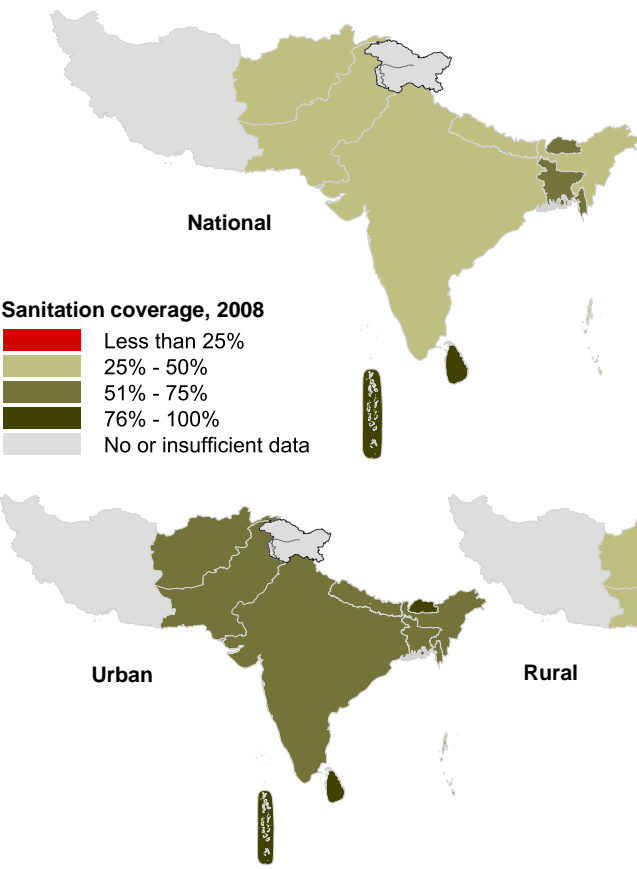 National
Sanitation coverage, 2008
Less than 25%
25% - 50%
51% - 75%
76% - 100%
No or insufficient data
Urban
Rural